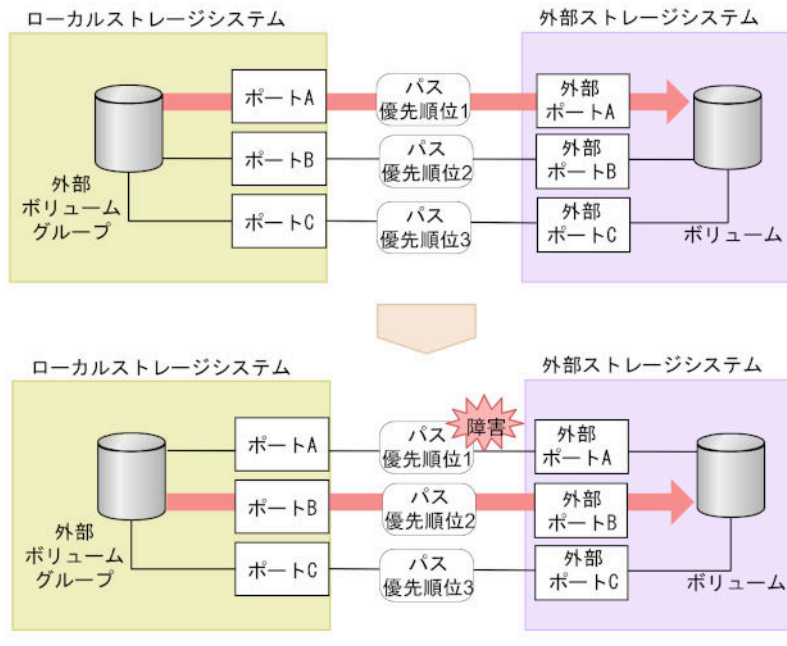 ローカルストレージシステム
外部ストレージシステム
ポートA
パス
優先順位1
外部
ポートA
ポートB
パス
優先順位2
外部
ポートB
外部
ボリューム
グループ
ポートC
パス
優先順位3
外部
ポートC
ボリューム
ローカルストレージシステム
外部ストレージシステム
障害
ポートA
パス
優先順位1
外部
ポートA
ポートB
パス
優先順位2
外部
ポートB
外部
ボリューム
グループ
ポートC
パス
優先順位3
外部
ポートC
ボリューム